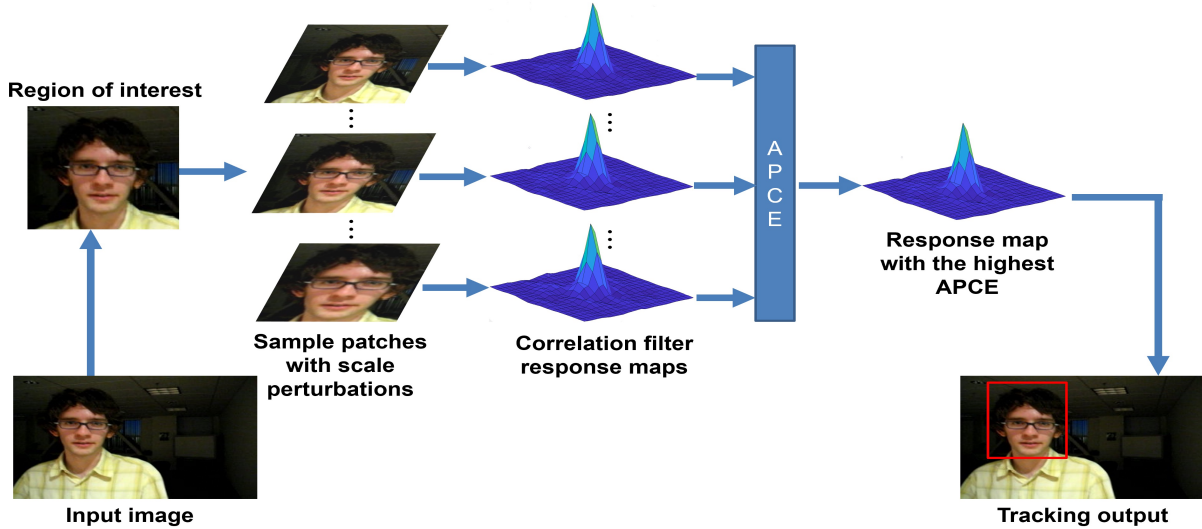 Region of interest
Sample patches
with scale
perturbations
Correlation filter
response maps
APCE
Response map
with the highest
APCE
Input image
Tracking output